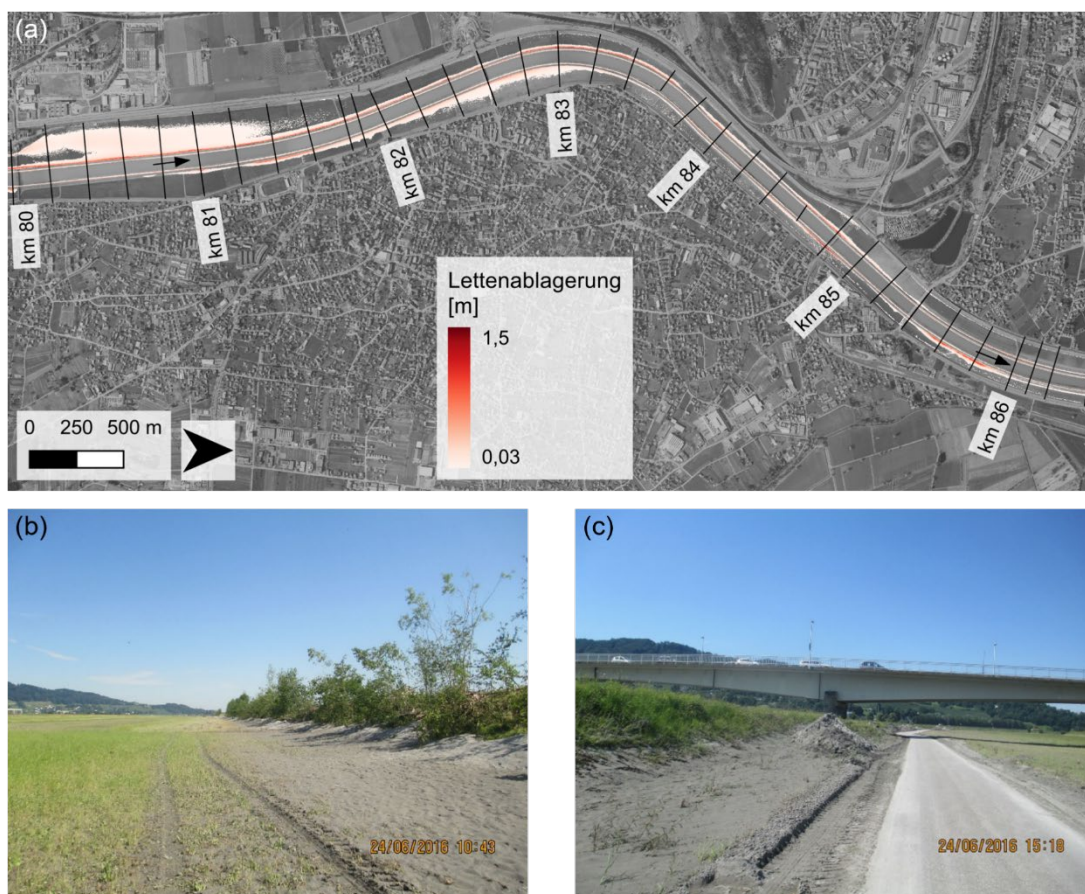 (a)
km 80
km 81
km 82
km 83
km 84
km 85
km 86
Lettenablagerung
[m]
1,5
0,03
0 250 500 m
(b)
24/06/2016 10:43
(c)
24/06/2016 15:18